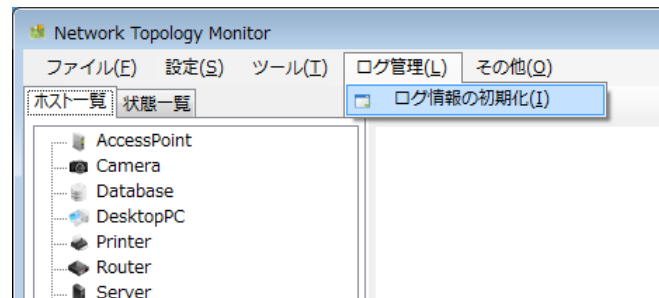 Network Topology Monitor
ファイル(F) 設定(S) ツール(T) ログ管理(L) その他(O)
ホスト一覧 状態一覧
ログ情報の初期化(I)
AccessPoint
Camera
Database
DesktopPC
Printer
Router
Server